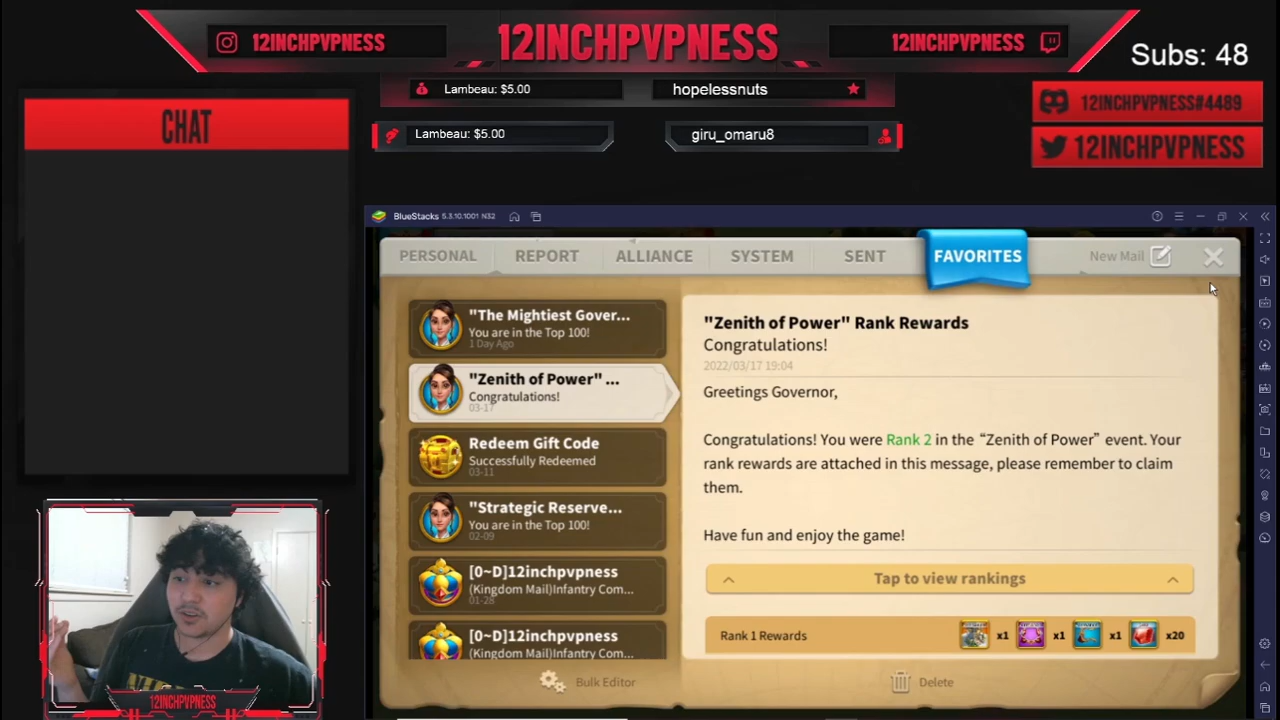 12INCHPVPNESS
12INCHPVPNESS
12INCHPVPNESS
Subs: 48
Lambeau: $5.00
hopelessnuts
12INCHPVPNESS#4489
Lambeau: $5.00
giru_omaru8
12INCHPVPNESS
CHAT
BlueStacks 5.3.10.1001 N32
PERSONAL
REPORT
ALLIANCE
SYSTEM
SENT
FAVORITES
New Mail
"The Mightiest Gover...
You are in the Top 100!
1 Day Ago
"Zenith of Power" ...
Congratulations!
03-17
Redeem Gift Code
Successfully Redeemed
03-11
"Strategic Reserve...
You are in the Top 100!
02-09
[0~D]12inchpvpness
(Kingdom Mail)Infantry Com...
01-28
[0~D]12inchpvpness
(Kingdom Mail)Infantry Com...
"Zenith of Power" Rank Rewards
Congratulations!
2022/03/17 19:04
Greetings Governor,
Congratulations! You were Rank 2 in the “Zenith of Power” event. Your
rank rewards are attached in this message, please remember to claim
them.
Have fun and enjoy the game!
Tap to view rankings
Rank 1 Rewards
x1
x1
x1
x20
Bulk Editor
Delete
12INCHPVPNESS